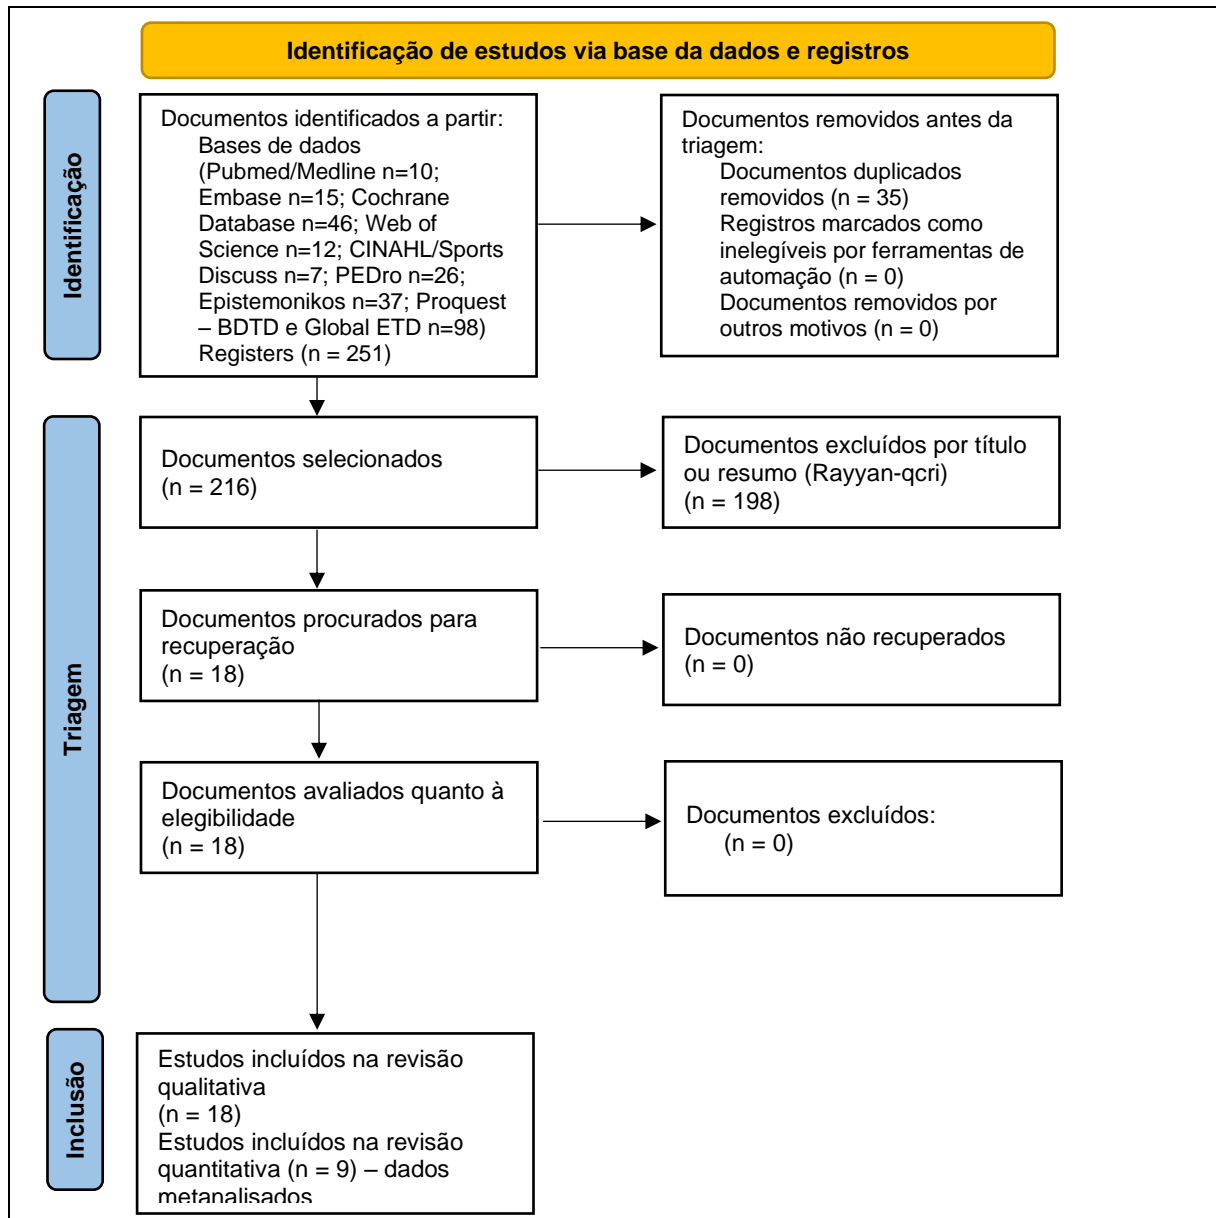 Identificação de estudos via base da dados e registros
Identificação
Documentos identificados a partir:
Bases de dados
(Pubmed/Medline n=10;
Embase n=15; Cochrane
Database n=46; Web of
Science n=12; CINAHL/Sports
Discuss n=7; PEDro n=26;
Epistemonikos n=37; Proquest
– BDTD e Global ETD n=98)
Registers (n = 251)
Documentos removidos antes da
triagem:
Documentos duplicados
removidos (n = 35)
Registros marcados como
inelegíveis por ferramentas de
automação (n = 0)
Documentos removidos por
outros motivos (n = 0)
Triagem
Documentos selecionados
(n = 216)
Documentos excluídos por título
ou resumo (Rayyan-qcri)
(n = 198)
Documentos procurados para
recuperação
(n = 18)
Documentos não recuperados
(n = 0)
Documentos avaliados quanto à
elegibilidade
(n = 18)
Documentos excluídos:
(n = 0)
Inclusão
Estudos incluídos na revisão
qualitativa
(n = 18)
Estudos incluídos na revisão
quantitativa (n = 9) – dados
metanalisados